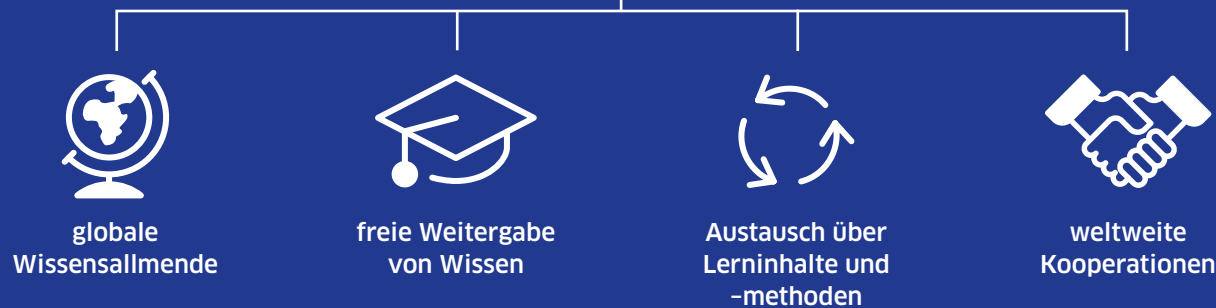 globale
Wissensallmende
freie Weitergabe
von Wissen
Austausch über
Lerninhalte und
–methoden
weltweite
Kooperationen